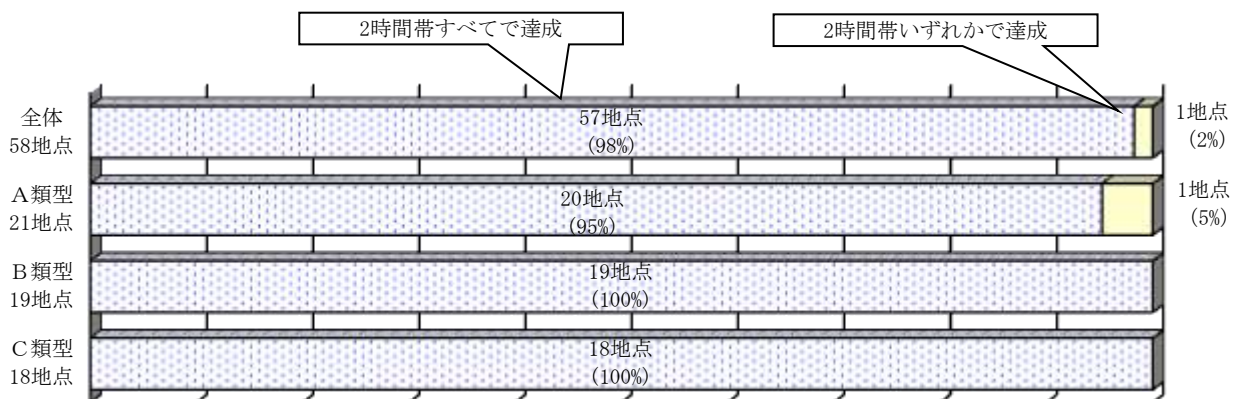 2時間帯すべてで達成
2時間帯いずれかで達成
全体
58地点
57地点
(98%)
1地点
(2%)
A類型
21地点
20地点
(95%)
1地点
(5%)
B類型
19地点
19地点
(100%)
C類型
18地点
18地点
(100%)